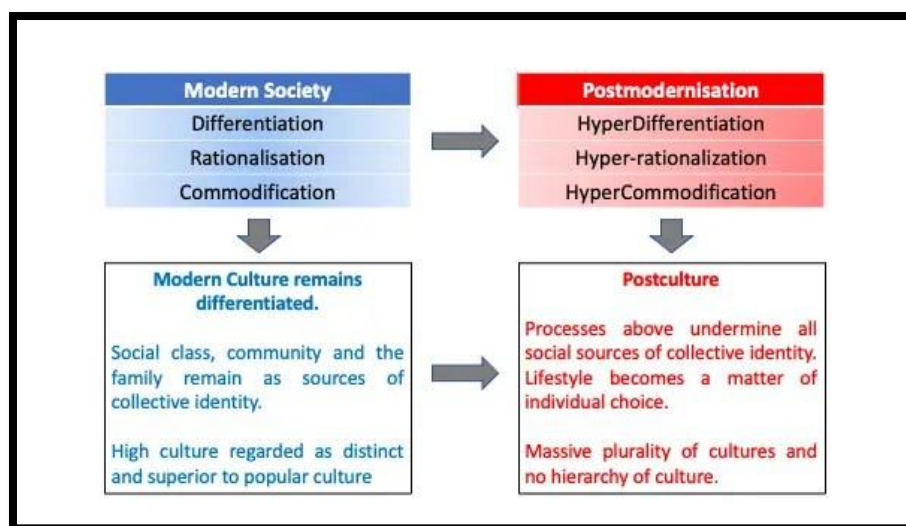 Modern Society
Differentiation
Rationalisation
Commodification
Postmodernisation
HyperDifferentiation
Hyper-rationalization
HyperCommodification
Modern Culture remains
differentiated.
Social class, community and the
family remain as sources of
collective identity.
High culture regarded as distinct
and superior to popular culture
Postculture
Processes above undermine all
social sources of collective identity.
Lifestyle becomes a matter of
individual choice.
Massive plurality of cultures and
no hierarchy of culture.